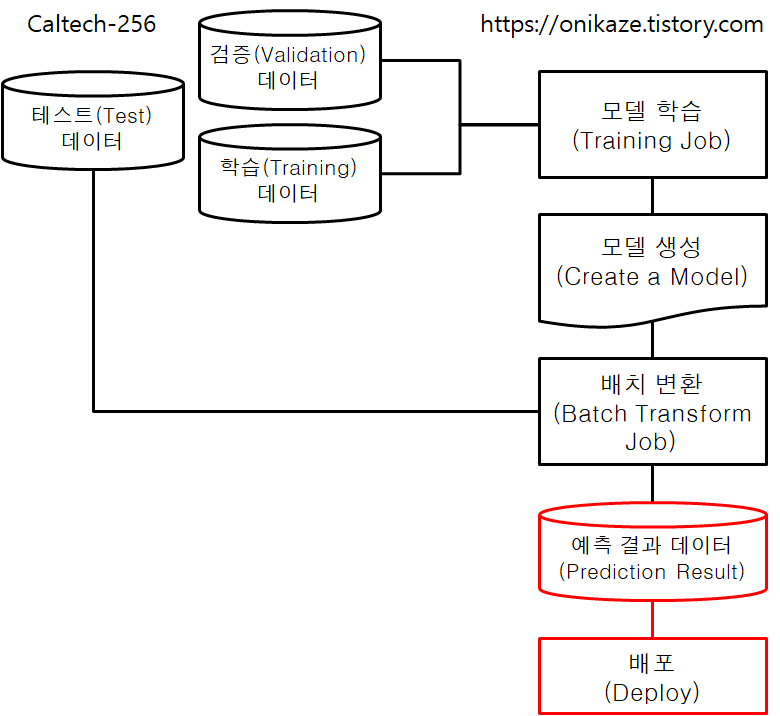 Caltech-256
https://onikaze.tistory.com
검증(Validation)
데이터
테스트(Test)
데이터
학습(Training)
데이터
모델 학습
(Training Job)
모델 생성
(Create a Model)
배치 변환
(Batch Transform
Job)
예측 결과 데이터
(Prediction Result)
배포
(Deploy)